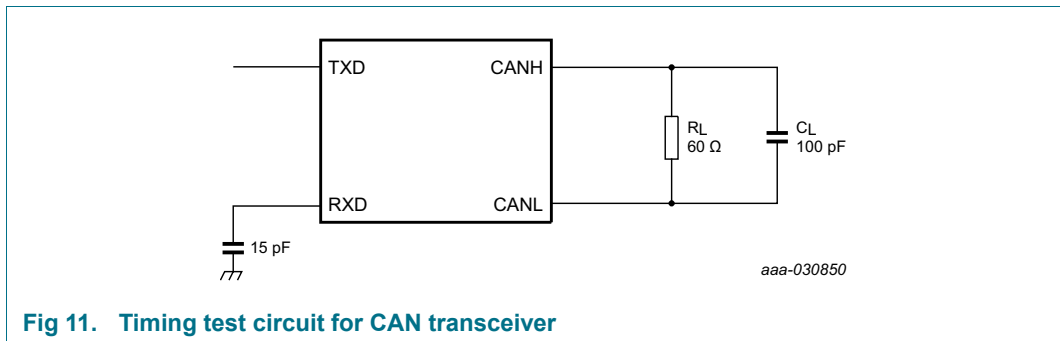 TXD CANH
RL
60 Ω
CL
100 pF
RXD CANL
15 pF
aaa-030850
Fig 11. Timing test circuit for CAN transceiver